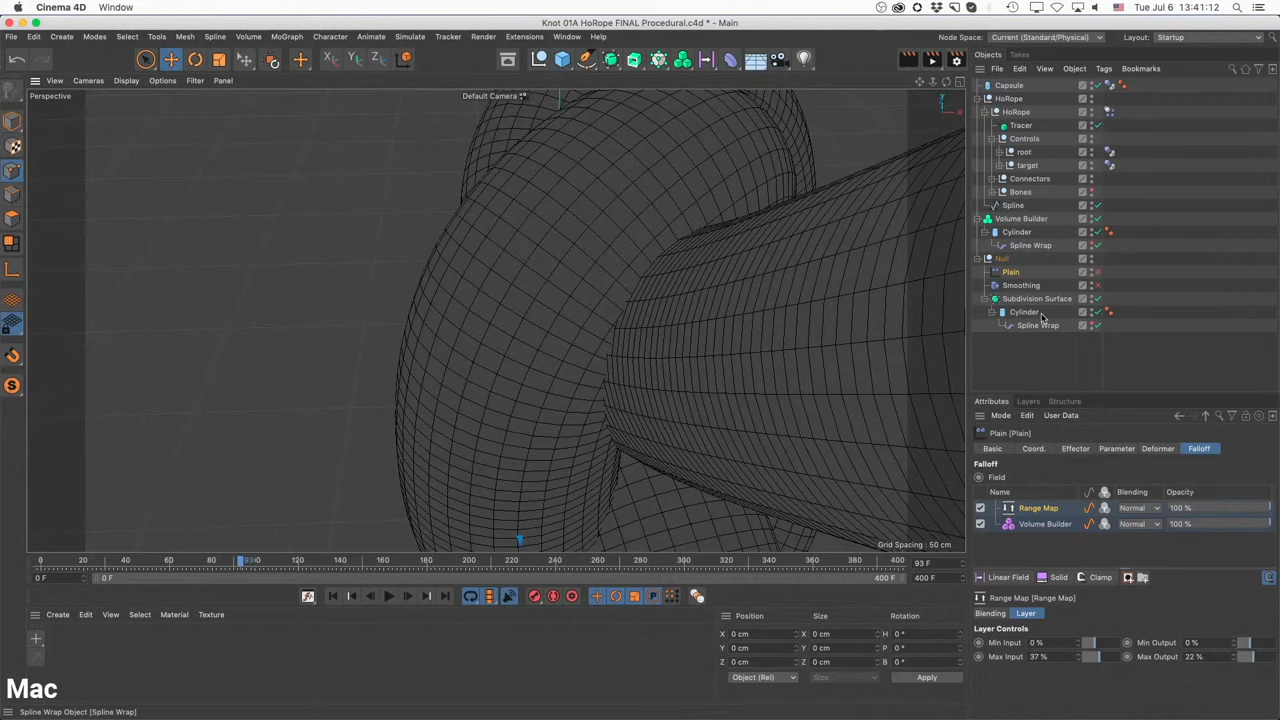 Cinema 4D Window Tue Jul 6 13:41:12
Knot 01A HoRope FINAL Procedural.c4d * - Main
File Edit Create Modes Select Tools Mesh Spline Volume MoGraph Character Animate Simulate Tracker Render Extensions Window Help Node Space: Current (Standard/Physical) Layout: Startup
X Y Z
View Cameras Display Options Filter Panel
Perspective Default Camera
Y
Grid Spacing : 50 cm
Objects Takes
File Edit View Object Tags Bookmarks
Capsule
HoRope
HoRope
Tracer
Controls
root
target
Connectors
Bones
Spline
Volume Builder
Cylinder
Spline Wrap
Null
Plain
Smoothing
Subdivision Surface
Cylinder
Spline Wrap
Attributes Layers Structure
Mode Edit User Data
Plain [Plain]
Basic Coord. Effector Parameter Deformer Falloff
Falloff
Field
Name Blending Opacity
Range Map Normal 100 %
Volume Builder Normal 100 %
Linear Field Solid Clamp
Range Map [Range Map]
Blending Layer
Layer Controls
Min Input 0 % Min Output 0 %
Max Input 37 % Max Output 22 %
0 20 40 60 80 93 120 140 160 180 200 220 240 260 280 300 320 340 360 380 400 93 F
0 F 0 F 400 F 400 F
Create Edit View Select Material Texture
Position Size Rotation
X 0 cm X 0 cm H 0 °
Y 0 cm Y 0 cm P 0 °
Z 0 cm Z 0 cm B 0 °
Object (Rel) Size Apply
Mac
Spline Wrap Object [Spline Wrap]